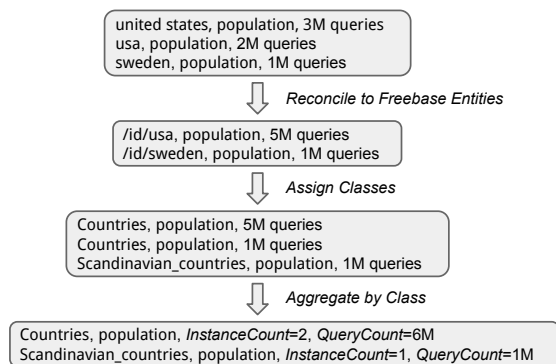 united states, population, 3M queries
usa, population, 2M queries
sweden, population, 1M queries
Reconcile to Freebase Entities
/id/usa, population, 5M queries
/id/sweden, population, 1M queries
Assign Classes
Countries, population, 5M queries
Countries, population, 1M queries
Scandinavian_countries, population, 1M queries
Aggregate by Class
Countries, population, InstanceCount=2, QueryCount=6M
Scandinavian_countries, population, InstanceCount=1, QueryCount=1M